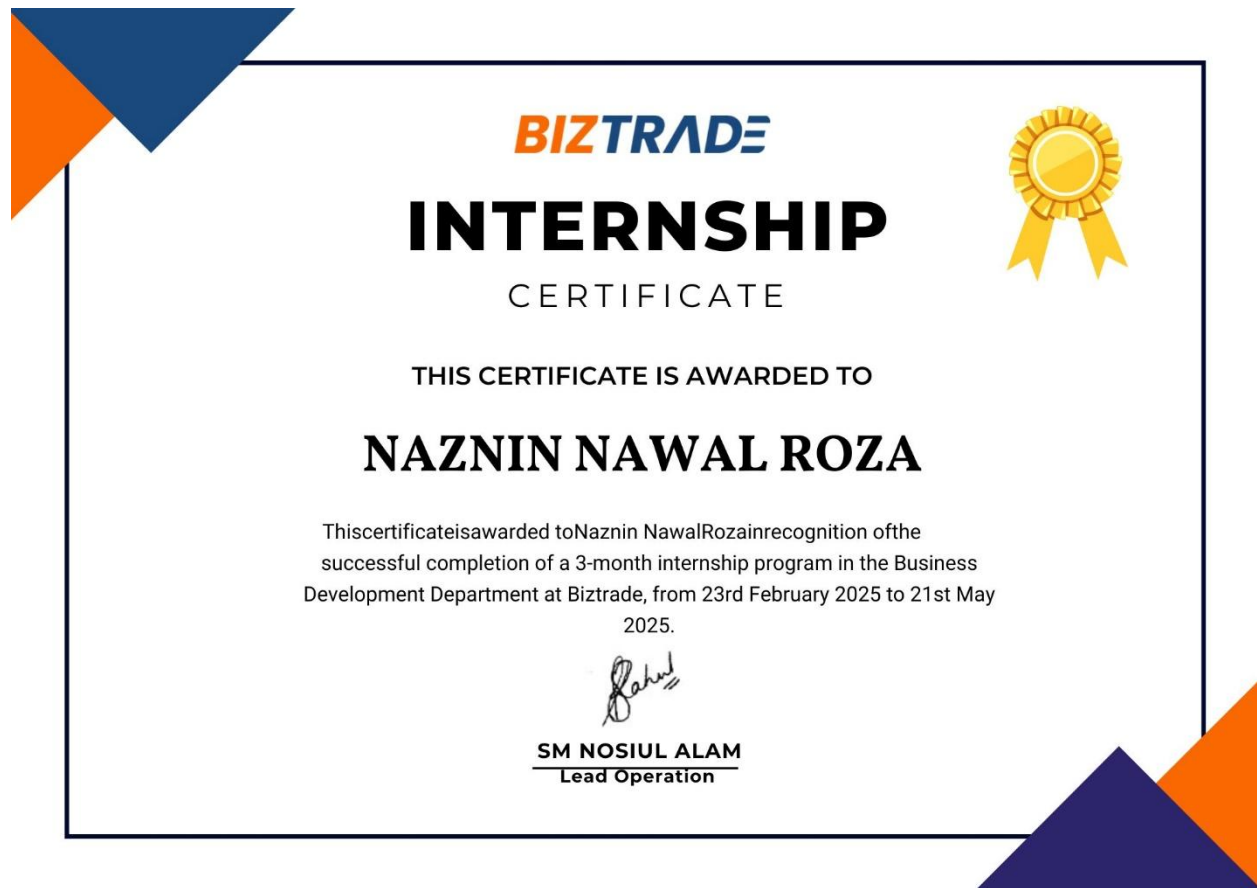 BIZTRADE
INTERNSHIP
CERTIFICATE
THIS CERTIFICATE IS AWARDED TO
NAZNIN NAWAL ROZA
Thiscertificateisawarded toNaznin NawalRozainrecognition ofthe
successful completion of a 3-month internship program in the Business
Development Department at Biztrade, from 23rd February 2025 to 21st May
2025.
SM NOSIUL ALAM
Lead Operation